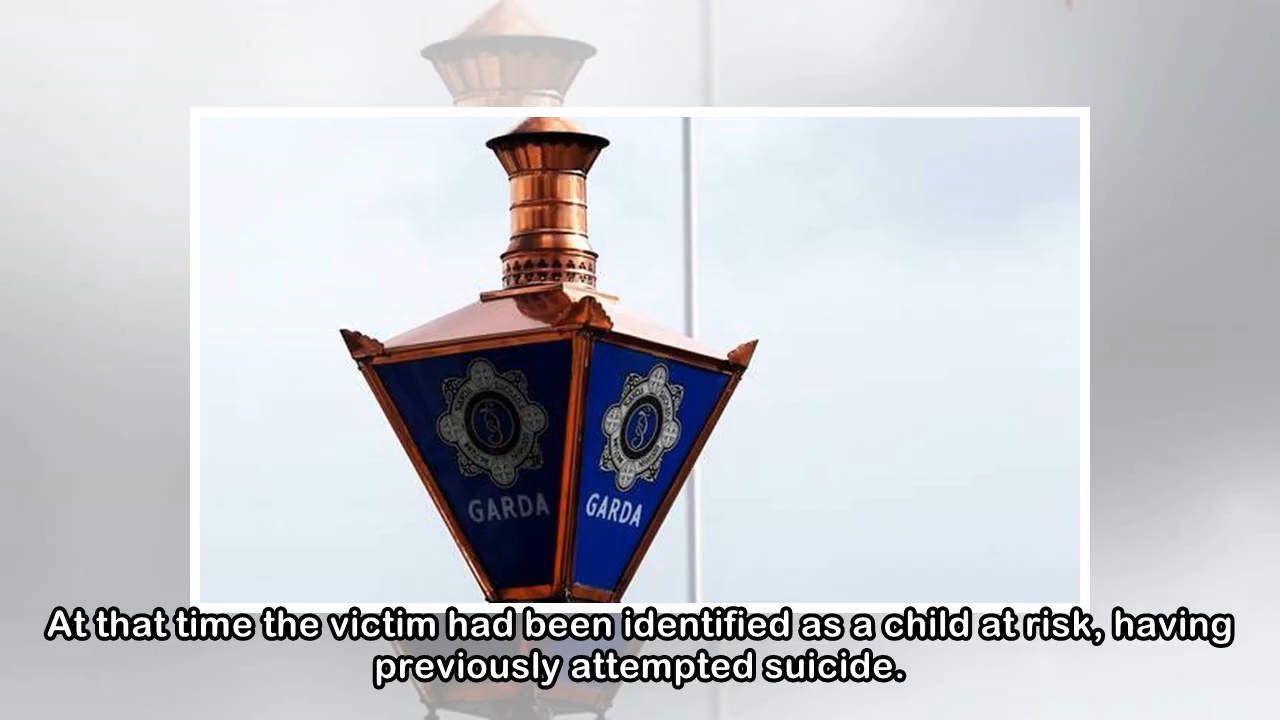 GARDA
GARDA
At that time the victim had been identified as a child at risk, having
previously attempted suicide.